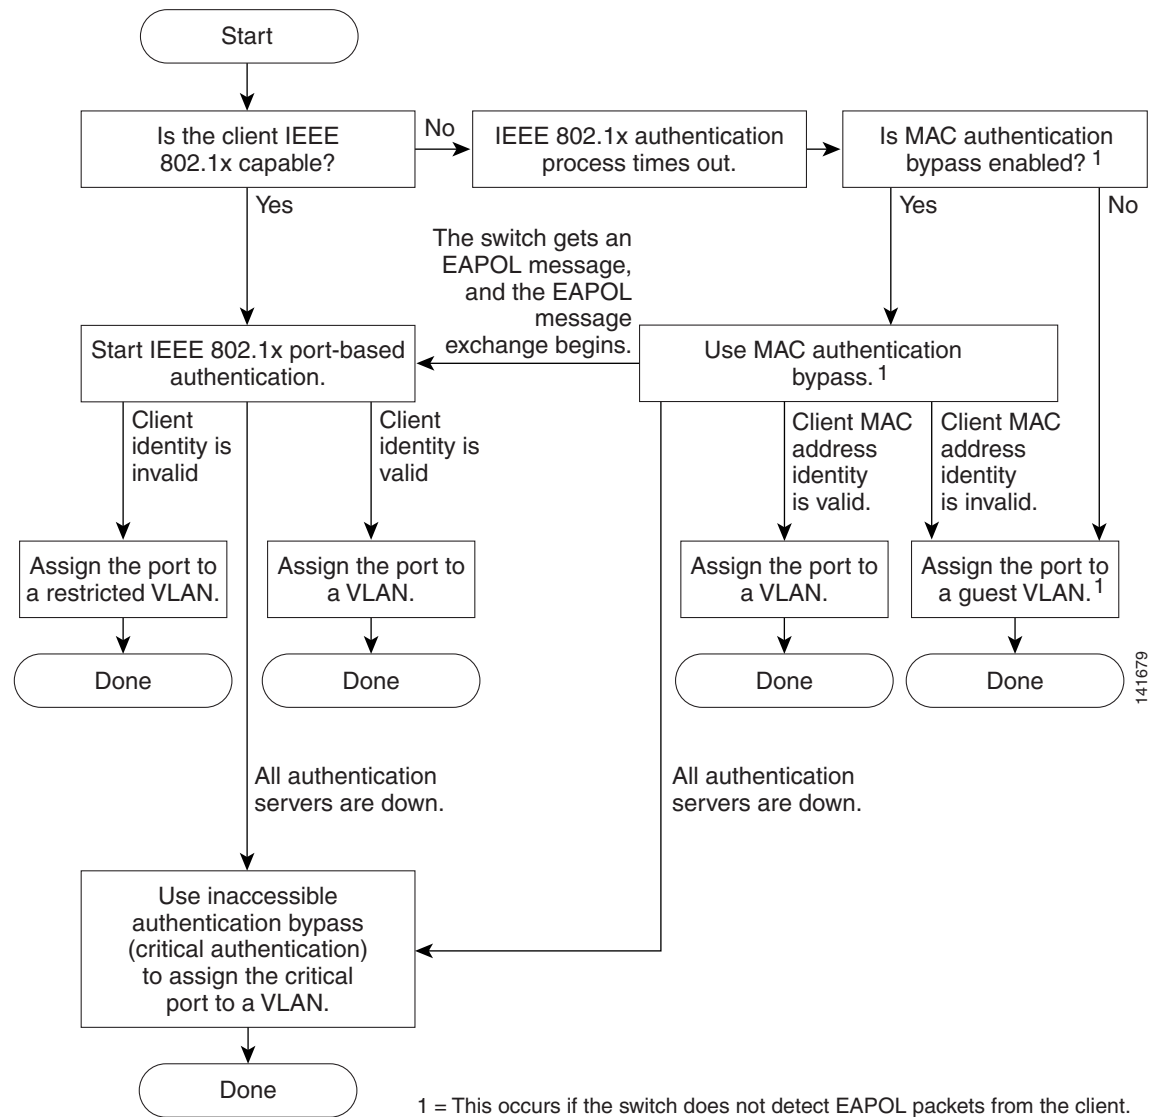 Start
Is the client IEEE
802.1x capable?
No
IEEE 802.1x authentication
process times out.
Is MAC authentication
bypass enabled? 1
Yes
Yes
No
The switch gets an
EAPOL message,
and the EAPOL
message
exchange begins.
Start IEEE 802.1x port-based
authentication.
Use MAC authentication
bypass. 1
Client
identity is
invalid
Client
identity is
valid
Client MAC
address
identity
is valid.
Client MAC
address
identity
is invalid.
Assign the port to
a restricted VLAN.
Assign the port to
a VLAN.
Assign the port to
a VLAN.
Assign the port to
a guest VLAN. 1
Done
Done
Done
Done
141679
All authentication
servers are down.
All authentication
servers are down.
Use inaccessible
authentication bypass
(critical authentication)
to assign the critical
port to a VLAN.
Done
1 = This occurs if the switch does not detect EAPOL packets from the client.